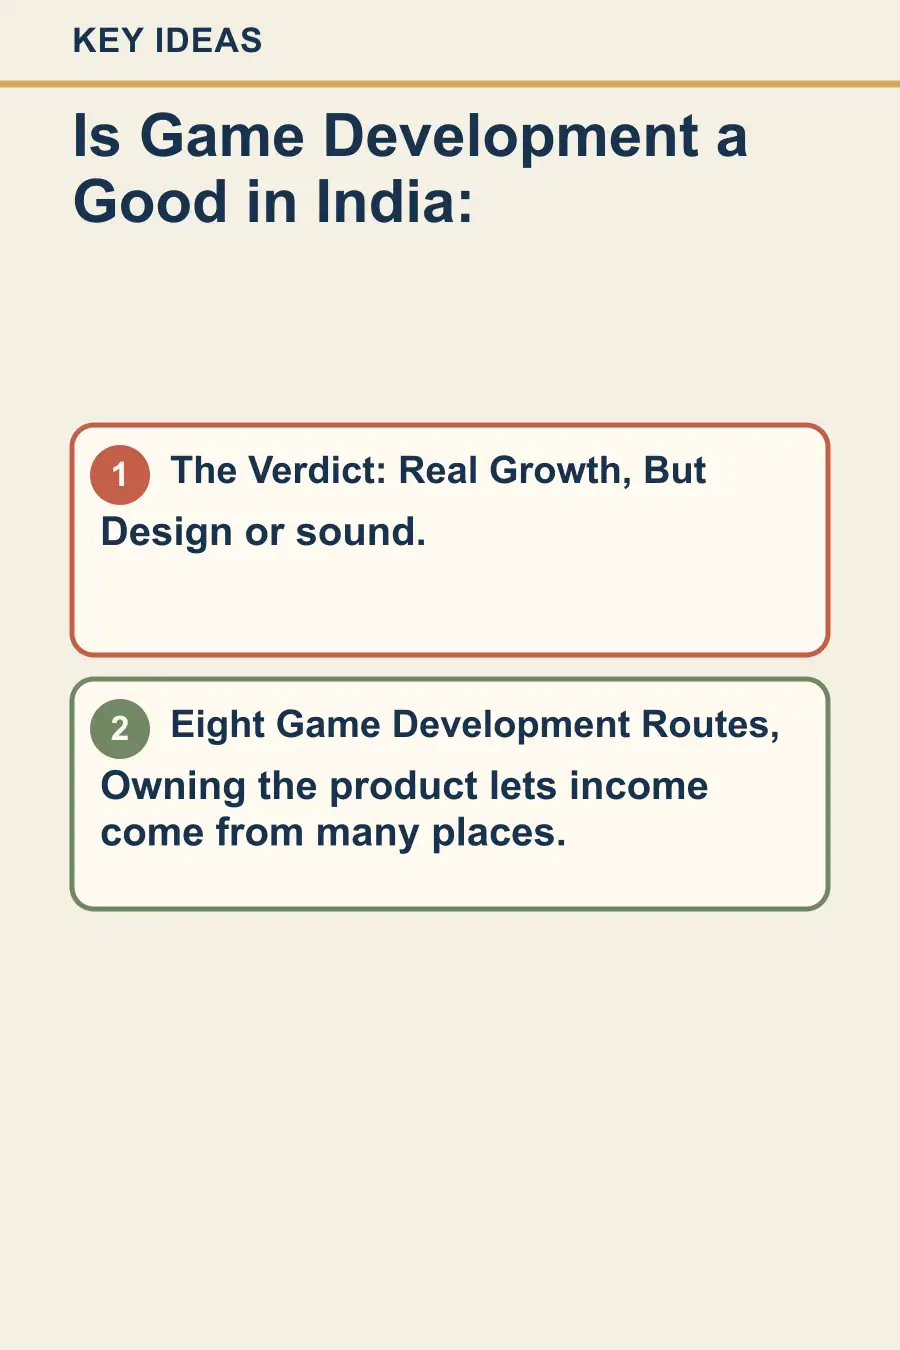 KEY IDEAS
Is Game Development a
Good in India:
1 The Verdict: Real Growth, But
Design or sound.
2 Eight Game Development Routes,
Owning the product lets income
come from many places.